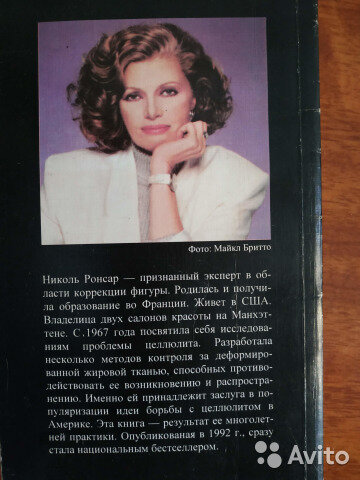 Фото: Майкл Бритто
Николь Ронсар — признанный эксперт в об-
ласти коррекции фигуры. Родилась и получи-
ла образование во Франции. Живет в США.
Владелица двух салонов красоты на Манхэт-
тене. С 1967 года посвятила себя исследова-
ниям проблемы целлюлита. Разработала
несколько методов контроля за деформиро-
ванной жировой тканью, способных противо-
действовать ее возникновению и распростра-
нению. Именно ей принадлежит заслуга в по-
пуляризации идеи борьбы с целлюлитом в
Америке. Эта книга — результат ее многолет-
ней практики. Опубликованая в 1992 г., сразу
стала национальным бестселлером.
Avito